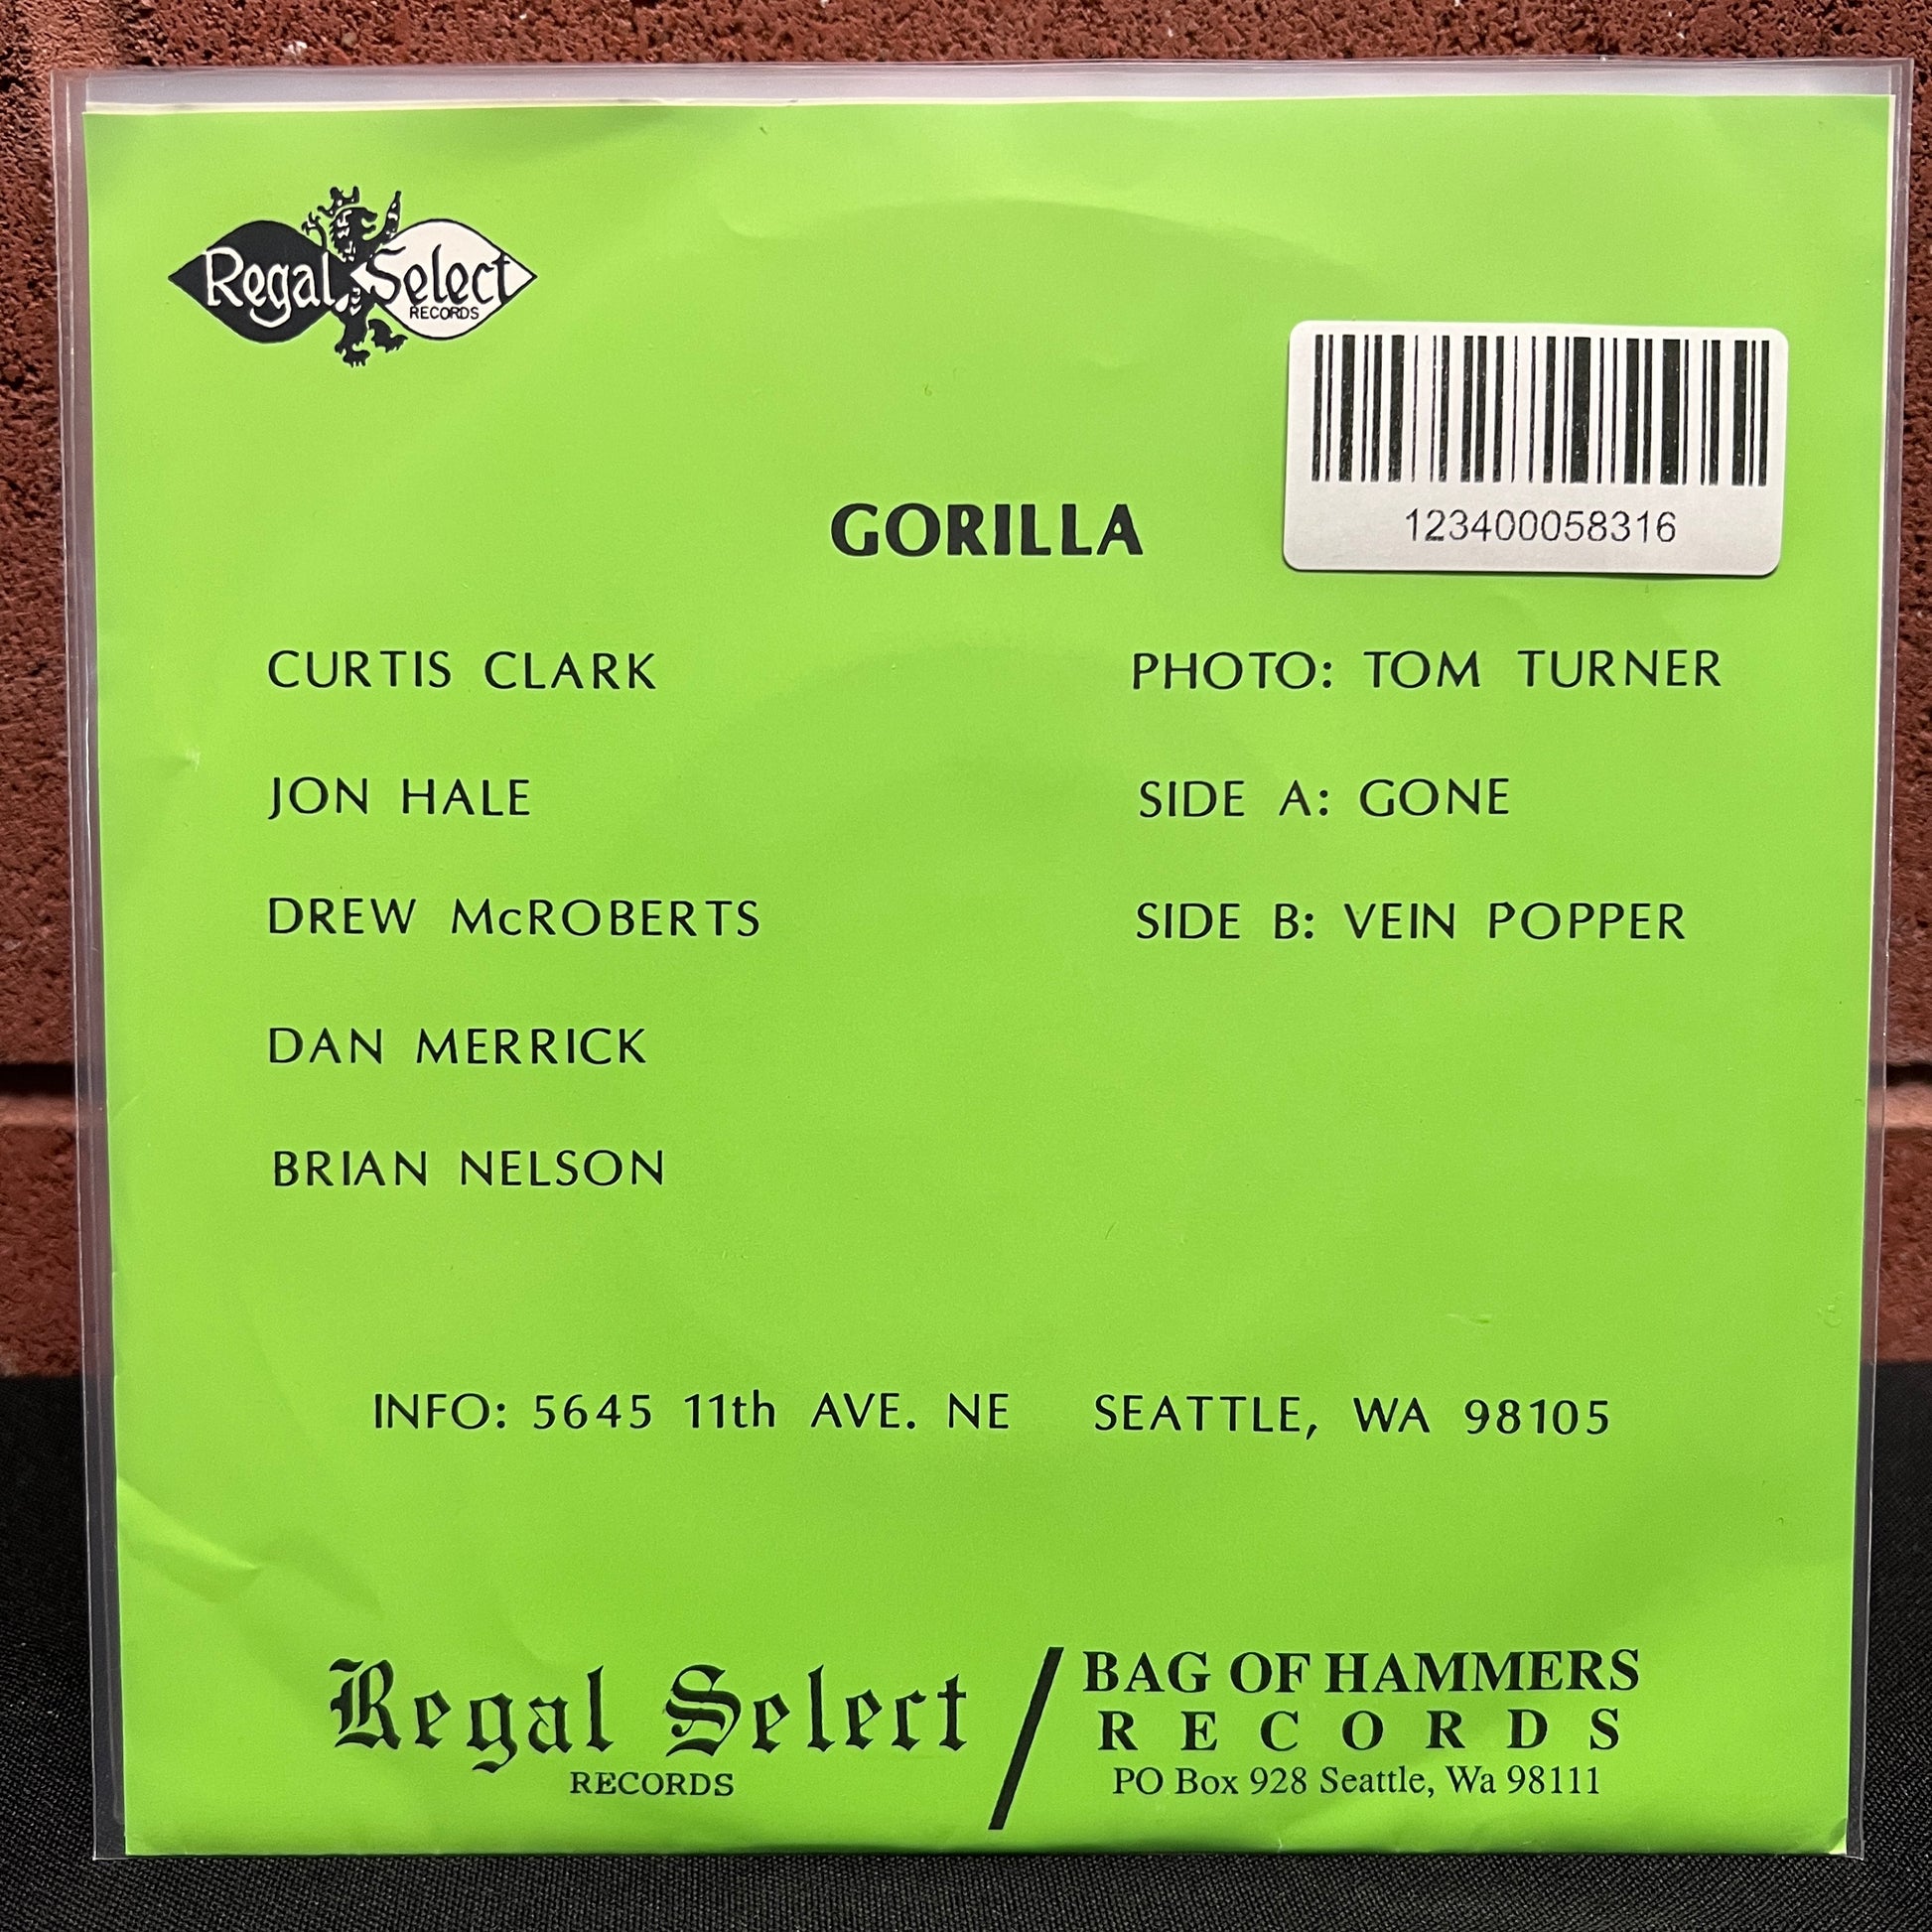 Regal Select
RECORDS
123400058316
GORILLA
CURTIS CLARK
JON HALE
DREW McROBERTS
DAN MERRICK
BRIAN NELSON
PHOTO: TOM TURNER
SIDE A: GONE
SIDE B: VEIN POPPER
INFO: 5645 11th AVE. NE SEATTLE, WA 98105
Regal Select
RECORDS
/
BAG OF HAMMERS
RECORDS
PO Box 928 Seattle, Wa 98111